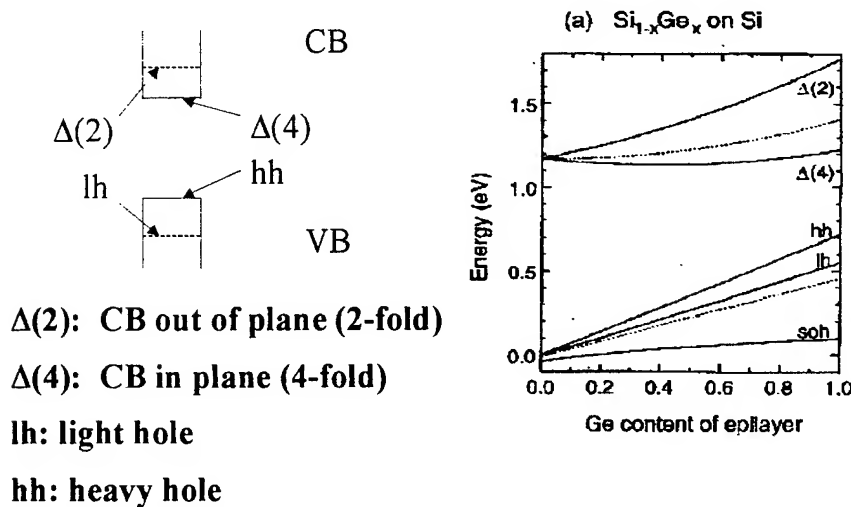 CB
Δ(2)
Δ(4)
lh
hh
VB
Δ(2): CB out of plane (2-fold)
Δ(4): CB in plane (4-fold)
lh: light hole
hh: heavy hole
(a) Si₁₋ₓGeₓ on Si
Energy (eV)
1.5
1.0
0.5
0.0
Δ(2)
Δ(4)
hh
lh
soh
0.0 0.2 0.4 0.6 0.8 1.0
Ge content of epilayer